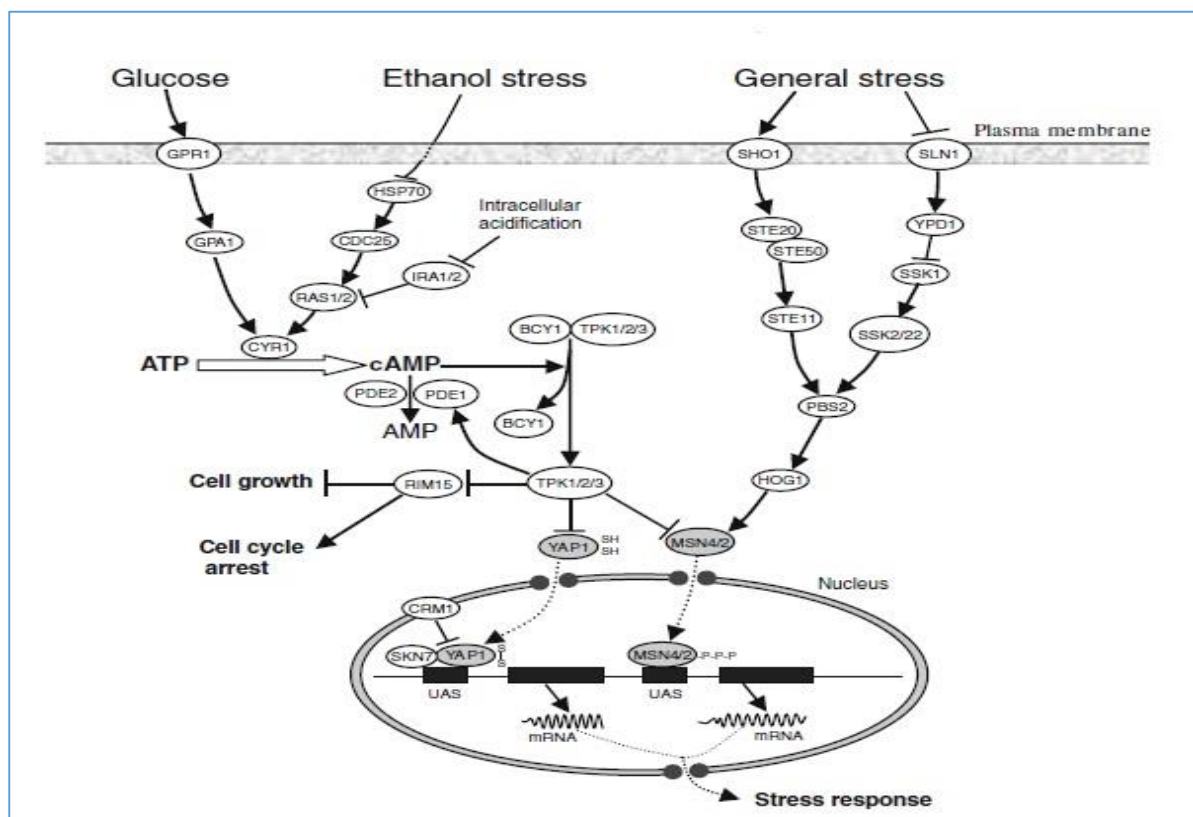 Glucose
Ethanol stress
General stress
Plasma membrane
GPR1
SHO1
SLN1
HSP70
Intracellular
acidification
STE20
YPD1
GPA1
CDC25
STE50
IRA1/2
SSK1
RAS1/2
STE11
BCY1
TPK1/2/3
SSK2/22
CYR1
ATP
cAMP
PDE2
PDE1
PBS2
BCY1
AMP
Cell growth
RIM15
TPK1/2/3
HOG1
Cell cycle
arrest
YAP1
SH
SH
MSN4/2
Nucleus
CRM1
SKN7
YAP1
S
S
MSN4/2
-P-P-P
UAS
UAS
mRNA
mRNA
Stress response